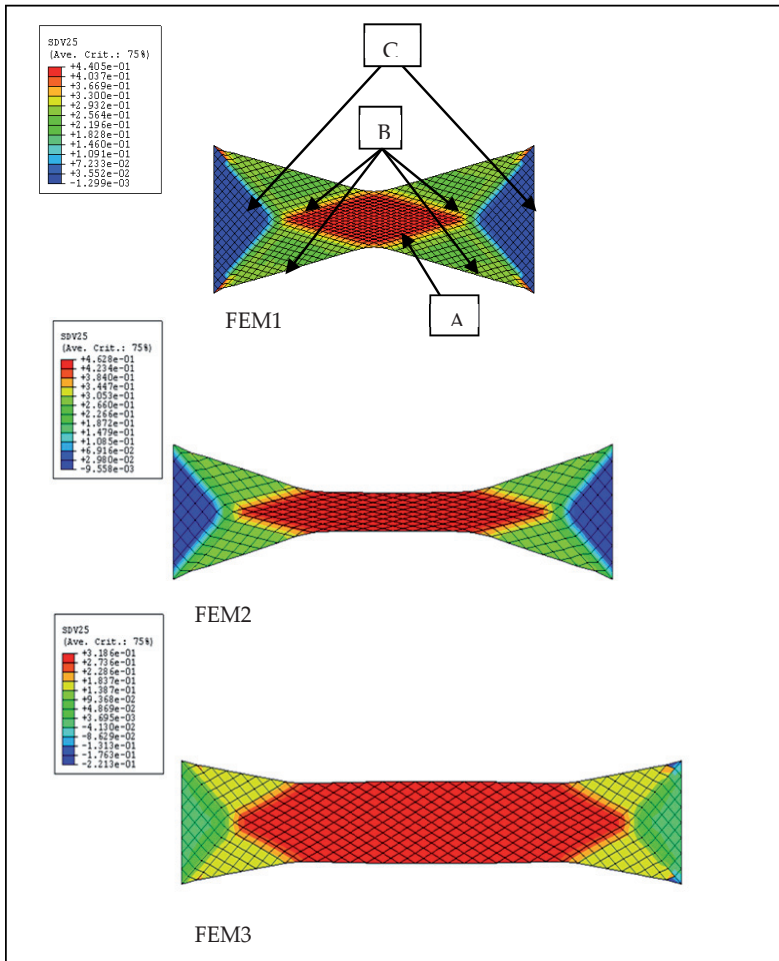 SDV25
(Ave. Crit.: 75%)
+4.405e-01
+4.037e-01
+3.669e-01
+3.300e-01
+2.932e-01
+2.564e-01
+2.196e-01
+1.828e-01
+1.460e-01
+1.091e-01
+7.233e-02
+3.552e-02
-1.299e-03
C
B
A
FEM1
SDV25
(Ave. Crit.: 75%)
+4.628e-01
+4.234e-01
+3.840e-01
+3.447e-01
+3.053e-01
+2.660e-01
+2.266e-01
+1.872e-01
+1.479e-01
+1.085e-01
+6.916e-02
+2.980e-02
-9.558e-03
FEM2
SDV25
(Ave. Crit.: 75%)
+3.186e-01
+2.736e-01
+2.286e-01
+1.837e-01
+1.387e-01
+9.368e-02
+4.869e-02
+3.695e-03
-4.130e-02
-8.629e-02
-1.313e-01
-1.763e-01
-2.213e-01
FEM3